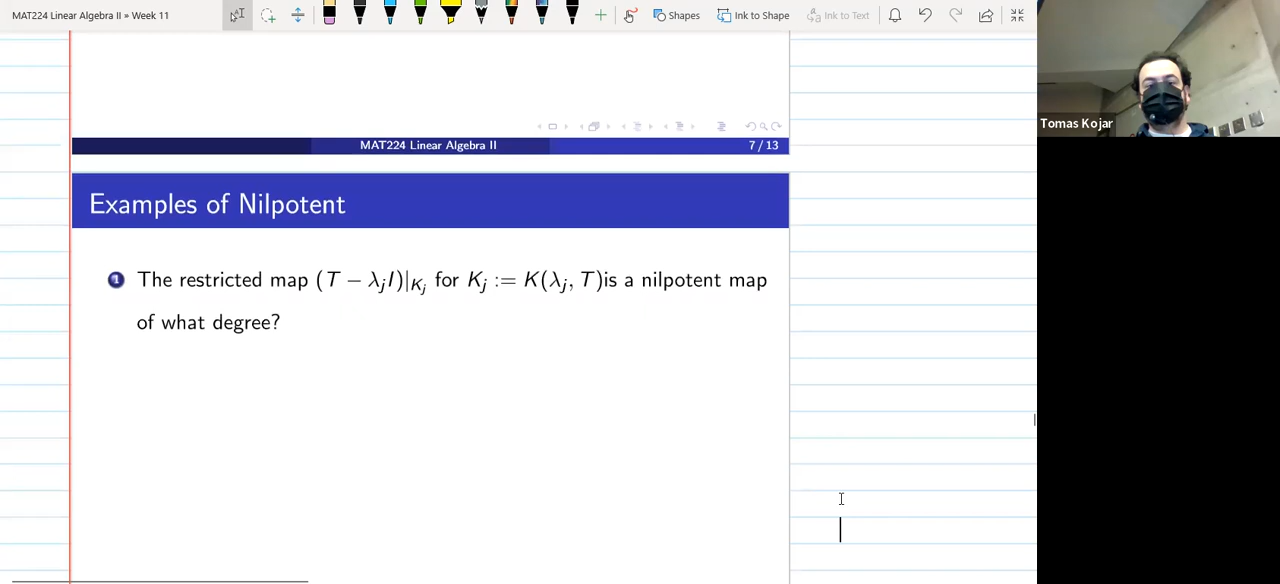 MAT224 Linear Algebra II » Week 11
Shapes
Ink to Shape
Ink to Text
Tomas Kojar
MAT224 Linear Algebra II
7 / 13
Examples of Nilpotent
1 The restricted map (T − λ_jI)|_{K_j} for K_j := K(λ_j, T)is a nilpotent map
of what degree?